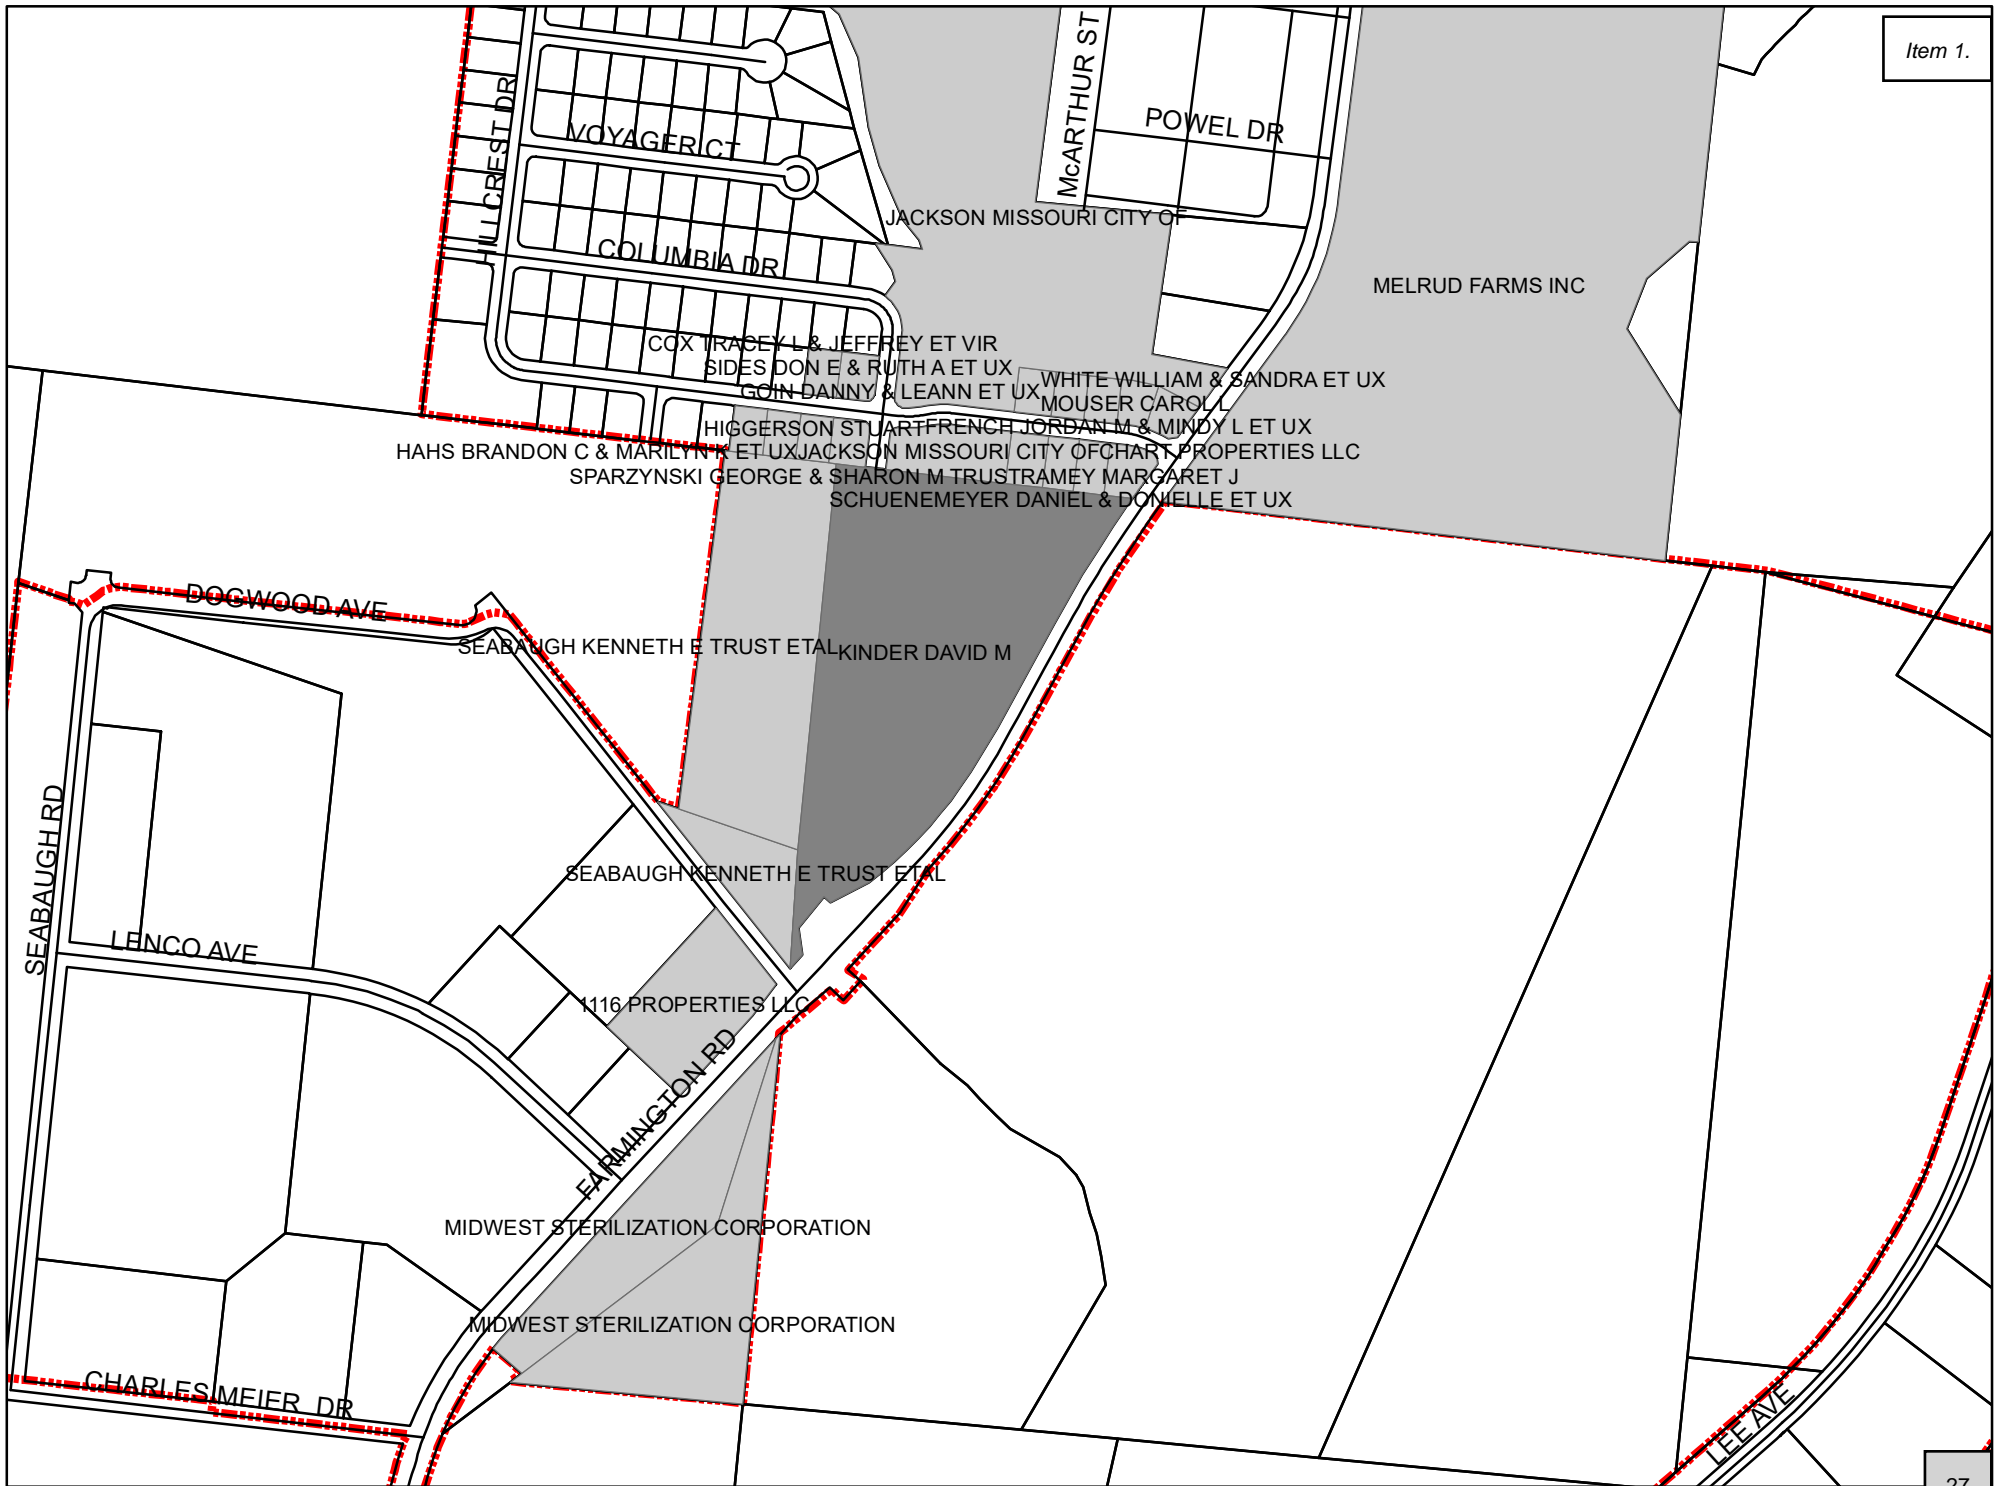 Item 1.
McARTHUR ST
POWEL DR
HILLCREST DR
VOYAGER CT
JACKSON MISSOURI CITY OF
COLUMBIA DR
MELRUD FARMS INC
COX TRACEY L & JEFFREY ET VIR
SIDES DON E & RUTH A ET UX
WHITE WILLIAM & SANDRA ET UX
GOIN DANNY & LEANN ET UX
MOUSER CAROL L
HIGGERSON STUART
FRENCH JORDAN M & MINDY L ET UX
HAHS BRANDON C & MARILYN K ET UX
JACKSON MISSOURI CITY OF
CHART PROPERTIES LLC
SPARZYNSKI GEORGE & SHARON M TRUST
RAMEY MARGARET J
SCHUENEMEYER DANIEL & DONIELLE ET UX
DOGWOOD AVE
SEABAUGH KENNETH E TRUST ETAL
KINDER DAVID M
SEABAUGH RD
SEABAUGH KENNETH E TRUST ETAL
LENCO AVE
1116 PROPERTIES LLC
FARMINGTON RD
MIDWEST STERILIZATION CORPORATION
MIDWEST STERILIZATION CORPORATION
CHARLES MEIER DR
LEE AVE
27